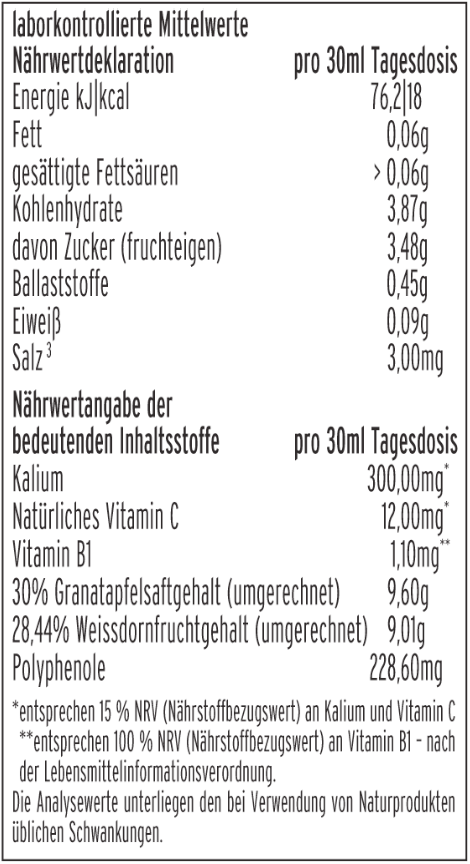 laborkontrollierte Mittelwerte
Nährwertdeklaration pro 30ml Tagesdosis
Energie kJ|kcal 76,2|18
Fett 0,06g
gesättigte Fettsäuren > 0,06g
Kohlenhydrate 3,87g
davon Zucker (fruchteigen) 3,48g
Ballaststoffe 0,45g
Eiweiß 0,09g
Salz ³ 3,00mg
Nährwertangabe der
bedeutenden Inhaltsstoffe pro 30ml Tagesdosis
Kalium 300,00mg*
Natürliches Vitamin C 12,00mg*
Vitamin B1 1,10mg**
30% Granatapfelsaftgehalt (umgerechnet) 9,60g
28,44% Weissdornfruchtgehalt (umgerechnet) 9,01g
Polyphenole 228,60mg
*entsprechen 15 % NRV (Nährstoffbezugswert) an Kalium und Vitamin C
**entsprechen 100 % NRV (Nährstoffbezugswert) an Vitamin B1 - nach
der Lebensmittelinformationsverordnung.
Die Analysewerte unterliegen den bei Verwendung von Naturprodukten
üblichen Schwankungen.